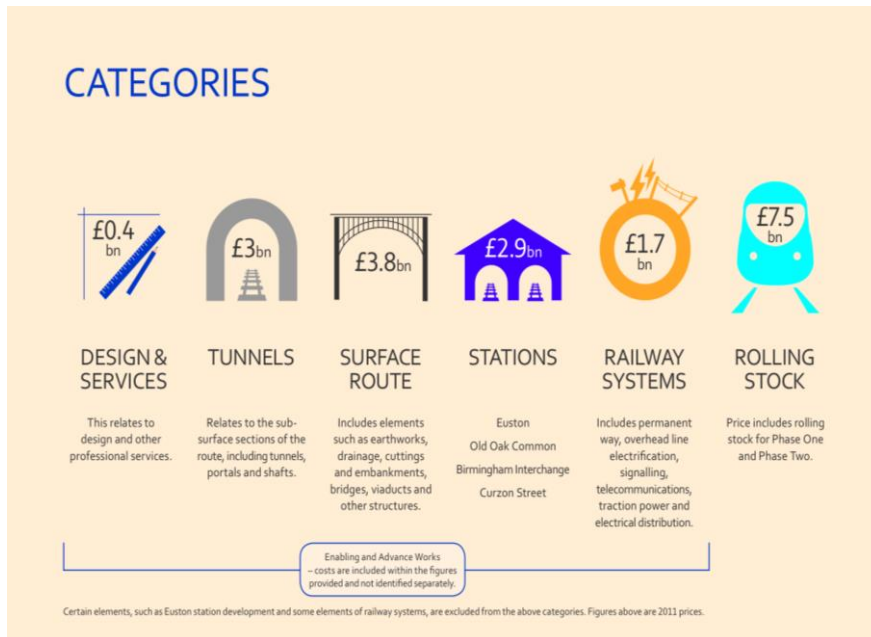 CATEGORIES
£0.4
bn
£3bn
£3.8bn
£2.9bn
£1.7
bn
£7.5
bn
DESIGN &
SERVICES
This relates to
design and other
professional services.
TUNNELS
Relates to the sub-
surface sections of the
route, including tunnels,
portals and shafts.
SURFACE
ROUTE
Includes elements
such as earthworks,
drainage, cuttings
and embankments,
bridges, viaducts and
other structures.
STATIONS
Euston
Old Oak Common
Birmingham Interchange
Curzon Street
RAILWAY
SYSTEMS
Includes permanent
way, overhead line
electrification,
signalling,
telecommunications,
traction power and
electrical distribution.
ROLLING
STOCK
Price includes rolling
stock for Phase One
and Phase Two.
Enabling and Advance Works
– costs are included within the figures
provided and not identified separately.
Certain elements, such as Euston station development and some elements of railway systems, are excluded from the above categories. Figures above are 2011 prices.